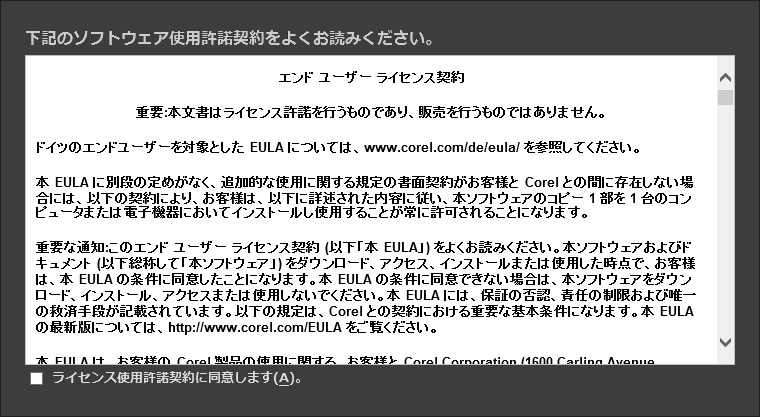 下記のソフトウェア使用許諾契約をよくお読みください。
エンド ユーザー ライセンス契約
重要:本文書はライセンス許諾を行うものであり、販売を行うものではありません。
ドイツのエンドユーザーを対象とした EULA については、www.corel.com/de/eula/ を参照してください。
本 EULA に別段の定めがなく、追加的な使用に関する規定の書面契約がお客様と Corel との間に存在しない場
合には、以下の契約により、お客様は、以下に詳述された内容に従い、本ソフトウェアのコピー 1 部を 1 台のコン
ピュータまたは電子機器においてインストールし使用することが常に許可されることになります。
重要な通知:このエンド ユーザー ライセンス契約 (以下「本 EULA」) をよくお読みください。本ソフトウェアおよびド
キュメント (以下総称して「本ソフトウェア」) をダウンロード、アクセス、インストールまたは使用した時点で、お客様
は、本 EULA の条件に同意したことになります。本 EULA の条件に同意できない場合は、本ソフトウェアをダウン
ロード、インストール、アクセスまたは使用しないでください。本 EULA には、保証の否認、責任の制限および唯一
の救済手段が記載されています。以下の規定は、Corel との契約における重要な基本条件になります。本 EULA
の最新版については、http://www.corel.com/EULA をご覧ください。
本 EULA は、お客様の Corel 製品の使用に関する、お客様と Corel Corporation (1600 Carling Avenue
ライセンス使用許諾契約に同意します(A)。